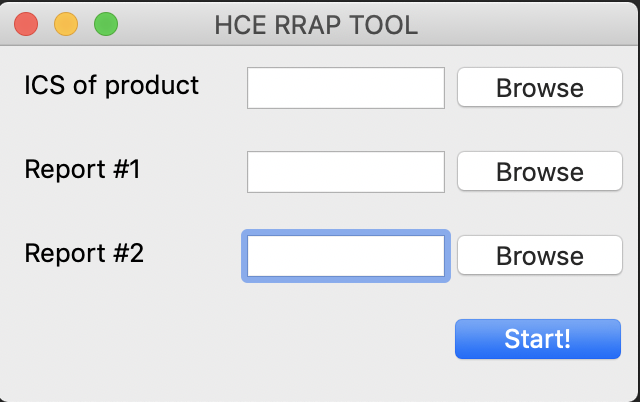 HCE RRAP TOOL
ICS of product Browse
Report #1 Browse
Report #2 Browse
Start!